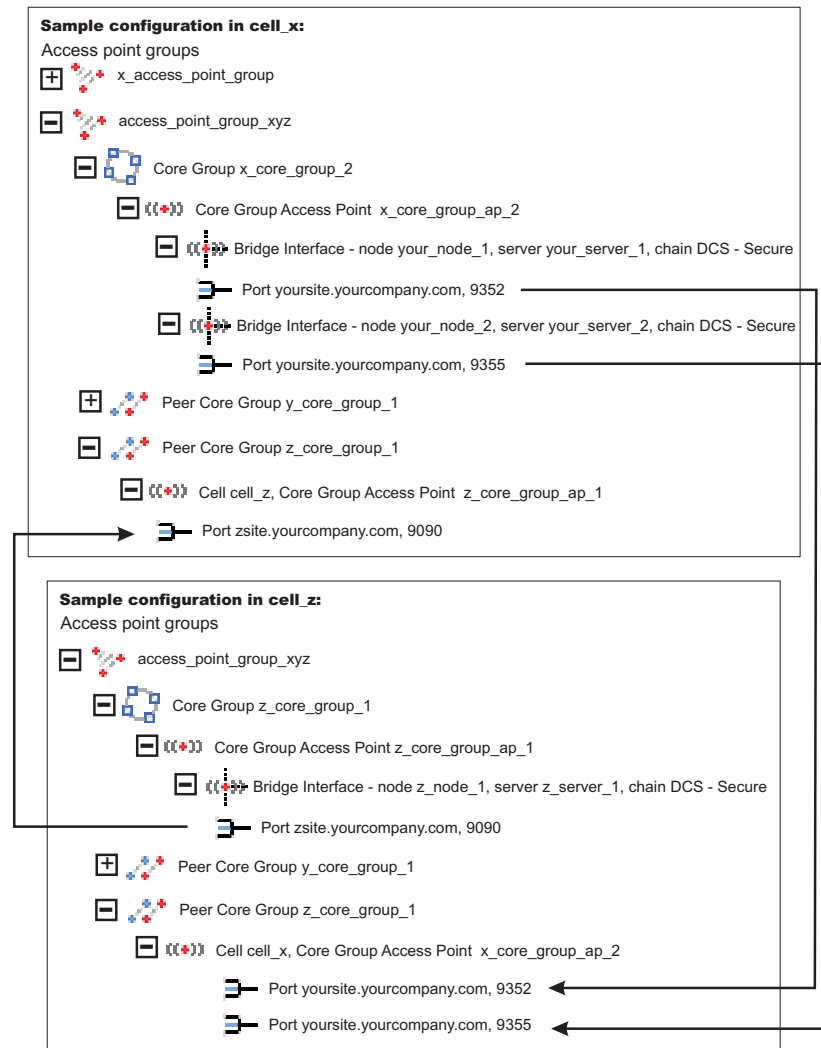 Sample configuration in cell_x:
Access point groups
x_access_point_group
access_point_group_xyz
Core Group x_core_group_2
Core Group Access Point x_core_group_ap_2
Bridge Interface - node your_node_1, server your_server_1, chain DCS - Secure
Port yoursite.yourcompany.com, 9352
Bridge Interface - node your_node_2, server your_server_2, chain DCS - Secure
Port yoursite.yourcompany.com, 9355
Peer Core Group y_core_group_1
Peer Core Group z_core_group_1
Cell cell_z, Core Group Access Point z_core_group_ap_1
Port zsite.yourcompany.com, 9090
Sample configuration in cell_z:
Access point groups
access_point_group_xyz
Core Group z_core_group_1
Core Group Access Point z_core_group_ap_1
Bridge Interface - node z_node_1, server z_server_1, chain DCS - Secure
Port zsite.yourcompany.com, 9090
Peer Core Group y_core_group_1
Peer Core Group z_core_group_1
Cell cell_x, Core Group Access Point x_core_group_ap_2
Port yoursite.yourcompany.com, 9352
Port yoursite.yourcompany.com, 9355